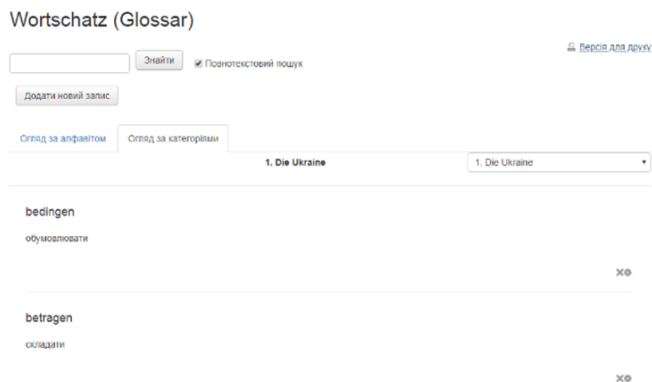 Wortschatz (Glossar)
Версія для друку
Знайти Повнотекстовий пошук
Додати новий запис
Огляд за алфавітом Огляд за категоріями
1. Die Ukraine 1. Die Ukraine
bedingen
обумовлювати
betragen
складати